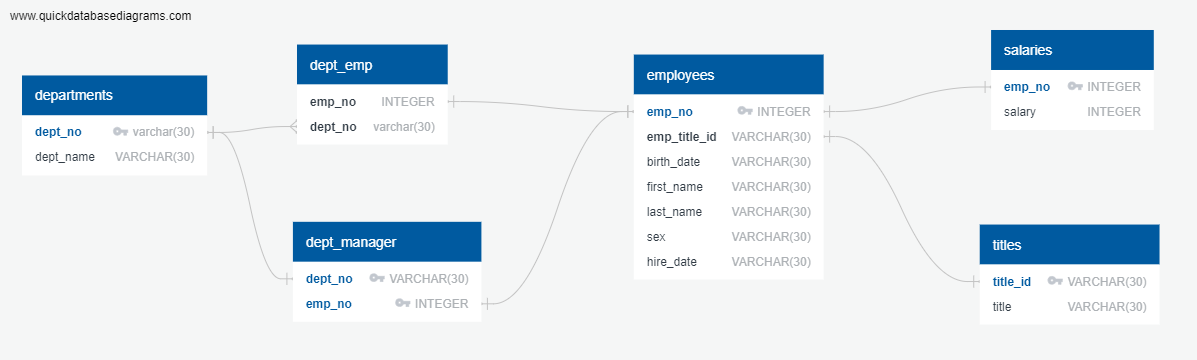 www.quickdatabasediagrams.com
departments
dept_no varchar(30)
dept_name VARCHAR(30)
dept_emp
emp_no INTEGER
dept_no varchar(30)
dept_manager
dept_no VARCHAR(30)
emp_no INTEGER
employees
emp_no INTEGER
emp_title_id VARCHAR(30)
birth_date VARCHAR(30)
first_name VARCHAR(30)
last_name VARCHAR(30)
sex VARCHAR(30)
hire_date VARCHAR(30)
salaries
emp_no INTEGER
salary INTEGER
titles
title_id VARCHAR(30)
title VARCHAR(30)